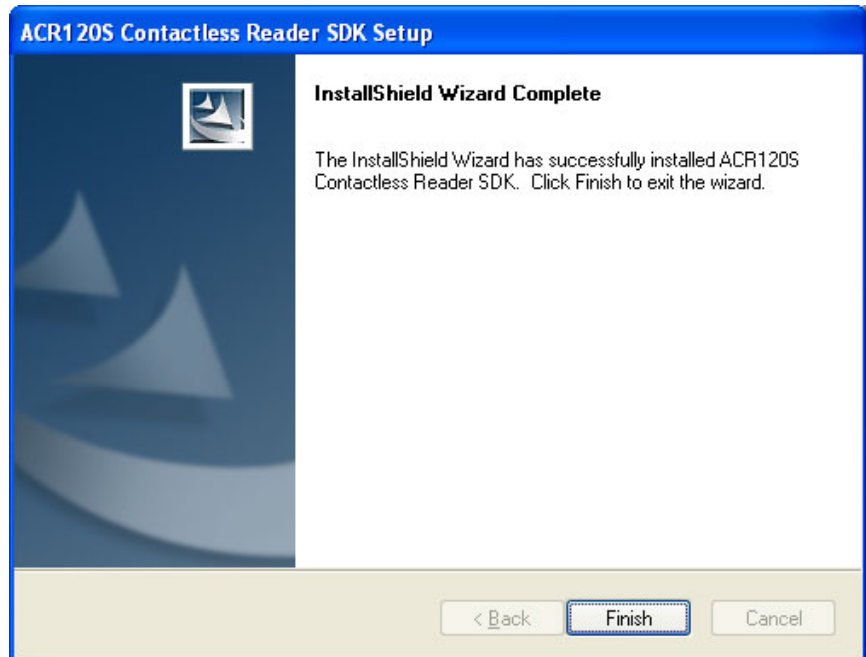 ACR120S Contactless Reader SDK Setup
InstallShield Wizard Complete
The InstallShield Wizard has successfully installed ACR120S
Contactless Reader SDK. Click Finish to exit the wizard.
< Back
Finish
Cancel